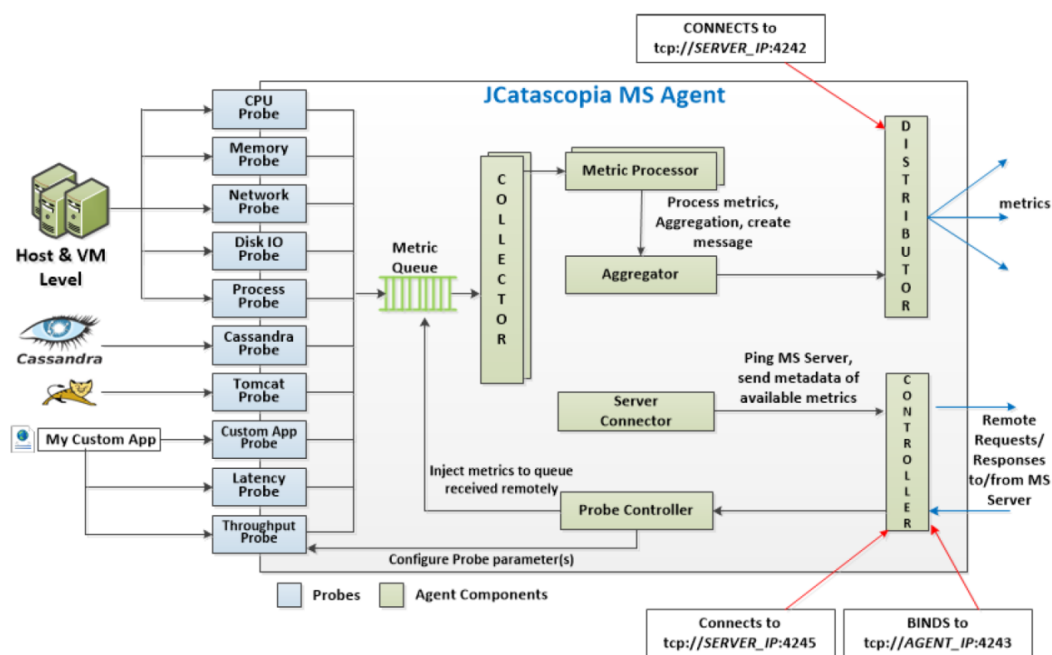 CONNECTS to
tcp://SERVER_IP:4242
JCatascopia MS Agent
CPU
Probe
Memory
Probe
Network
Probe
Disk IO
Probe
Process
Probe
Cassandra
Probe
Tomcat
Probe
Custom App
Probe
Latency
Probe
Throughput
Probe
Host & VM
Level
Cassandra
My Custom App
Metric
Queue
COLLECTOR
Metric Processor
Process metrics,
Aggregation, create
message
Aggregator
DISTRIBUTOR
metrics
Ping MS Server,
send metadata of
available metrics
Server
Connector
CONTROLLER
Remote
Requests/
Responses
to/from MS
Server
Inject metrics to queue
received remotely
Probe Controller
Configure Probe parameter(s)
Probes
Agent Components
Connects to
tcp://SERVER_IP:4245
BINDS to
tcp://AGENT_IP:4243